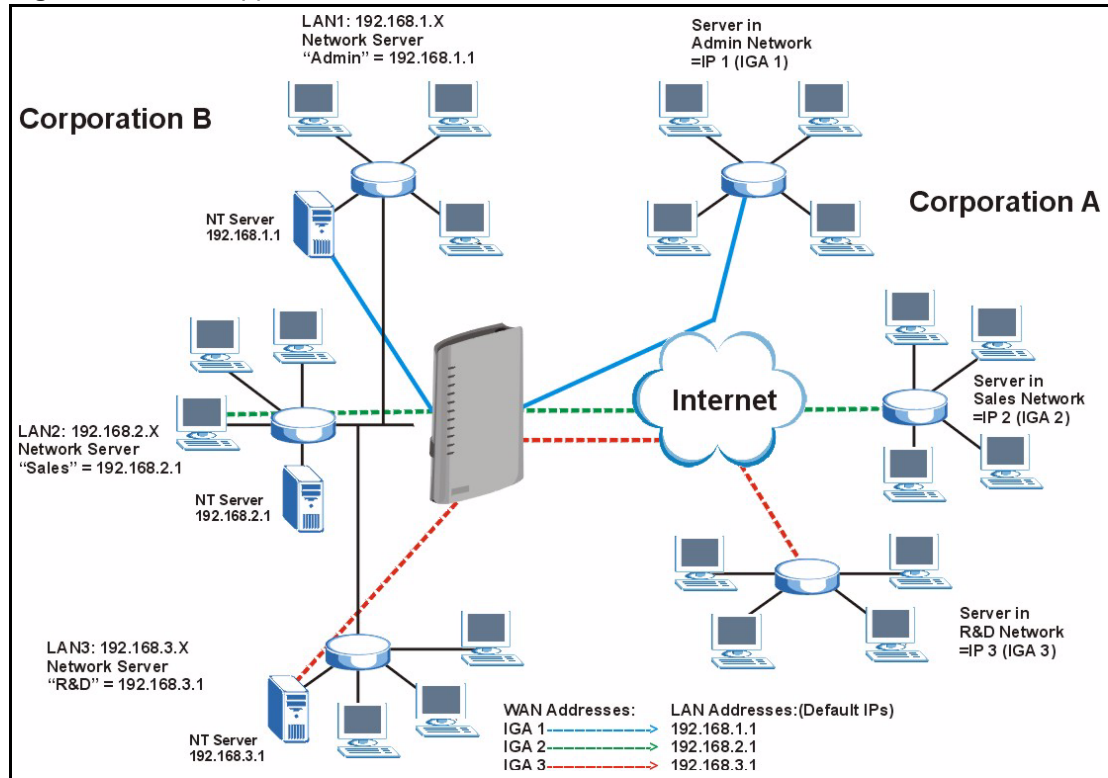 LAN1: 192.168.1.X
Network Server
“Admin” = 192.168.1.1
Server in
Admin Network
=IP 1 (IGA 1)
Corporation B
Corporation A
NT Server
192.168.1.1
Internet
Server in
Sales Network
=IP 2 (IGA 2)
LAN2: 192.168.2.X
Network Server
“Sales” = 192.168.2.1
NT Server
192.168.2.1
LAN3: 192.168.3.X
Network Server
“R&D” = 192.168.3.1
Server in
R&D Network
=IP 3 (IGA 3)
NT Server
192.168.3.1
WAN Addresses: LAN Addresses:(Default IPs)
IGA 1 192.168.1.1
IGA 2 192.168.2.1
IGA 3 192.168.3.1